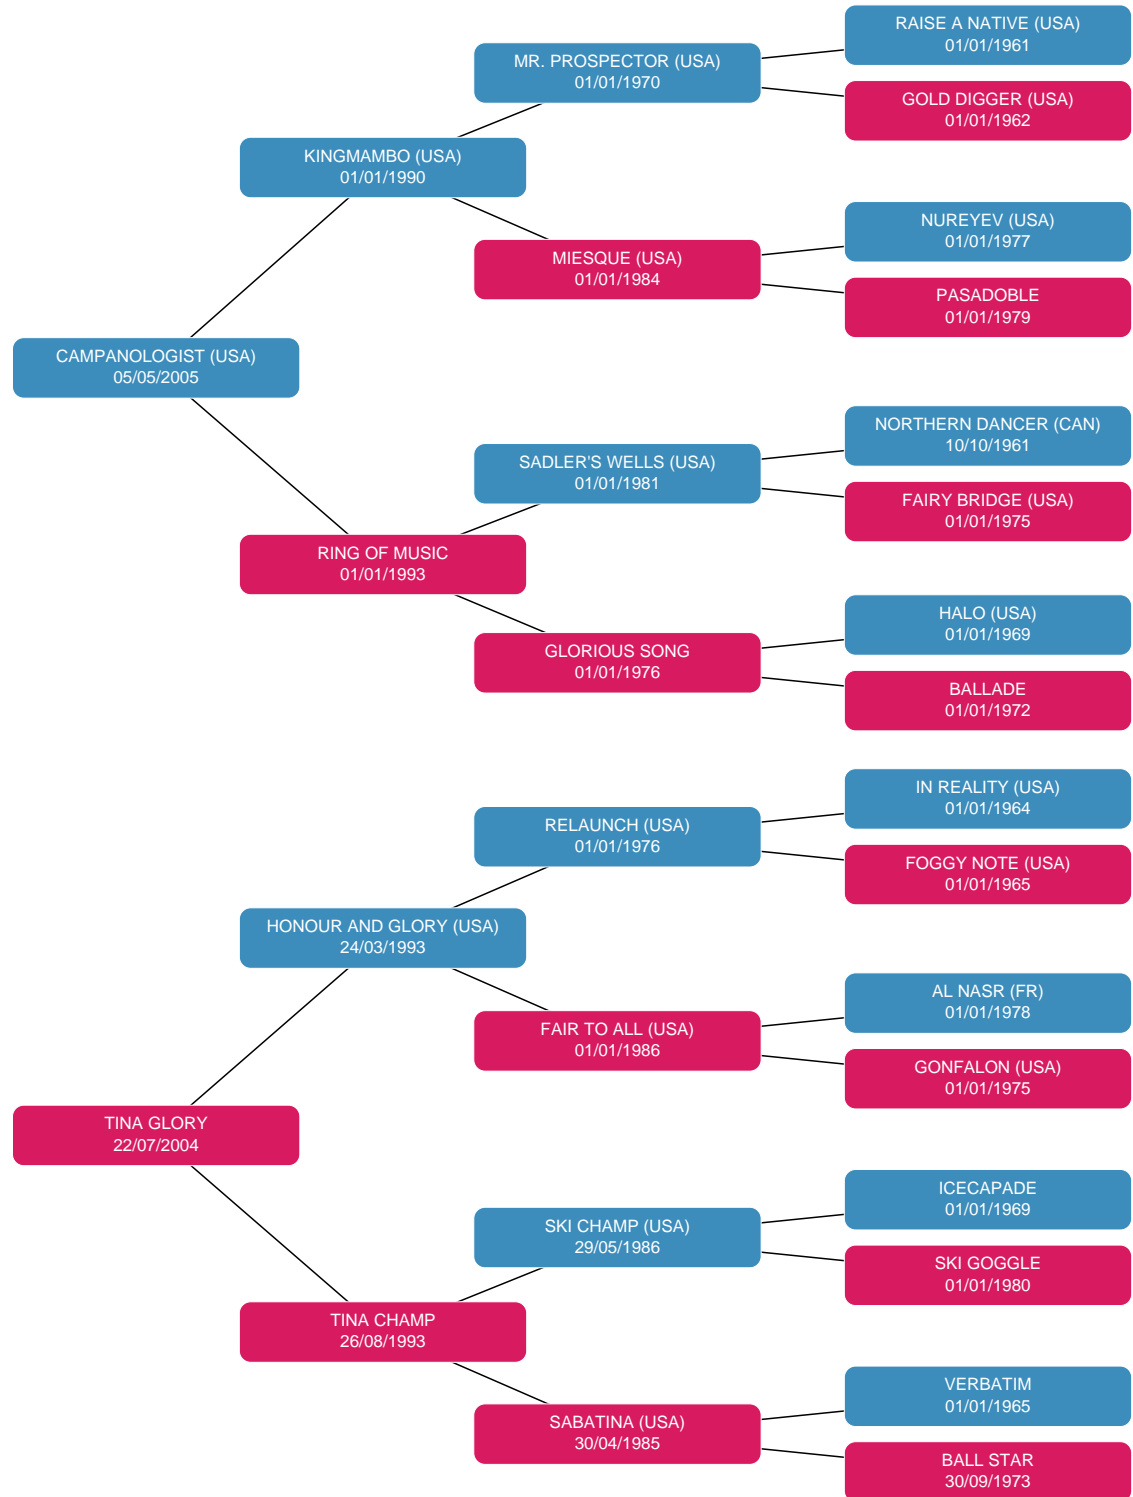 RAISE A NATIVE (USA)
01/01/1961
MR. PROSPECTOR (USA)
01/01/1970
GOLD DIGGER (USA)
01/01/1962
KINGMAMBO (USA)
01/01/1990
NUREYEV (USA)
01/01/1977
MIESQUE (USA)
01/01/1984
PASADOBLE
01/01/1979
CAMPANOLOGIST (USA)
05/05/2005
NORTHERN DANCER (CAN)
10/10/1961
SADLER'S WELLS (USA)
01/01/1981
FAIRY BRIDGE (USA)
01/01/1975
RING OF MUSIC
01/01/1993
HALO (USA)
01/01/1969
GLORIOUS SONG
01/01/1976
BALLADE
01/01/1972
IN REALITY (USA)
01/01/1964
RELAUNCH (USA)
01/01/1976
FOGGY NOTE (USA)
01/01/1965
HONOUR AND GLORY (USA)
24/03/1993
AL NASR (FR)
01/01/1978
FAIR TO ALL (USA)
01/01/1986
GONFALON (USA)
01/01/1975
TINA GLORY
22/07/2004
ICECAPADE
01/01/1969
SKI CHAMP (USA)
29/05/1986
SKI GOGGLE
01/01/1980
TINA CHAMP
26/08/1993
VERBATIM
01/01/1965
SABATINA (USA)
30/04/1985
BALL STAR
30/09/1973